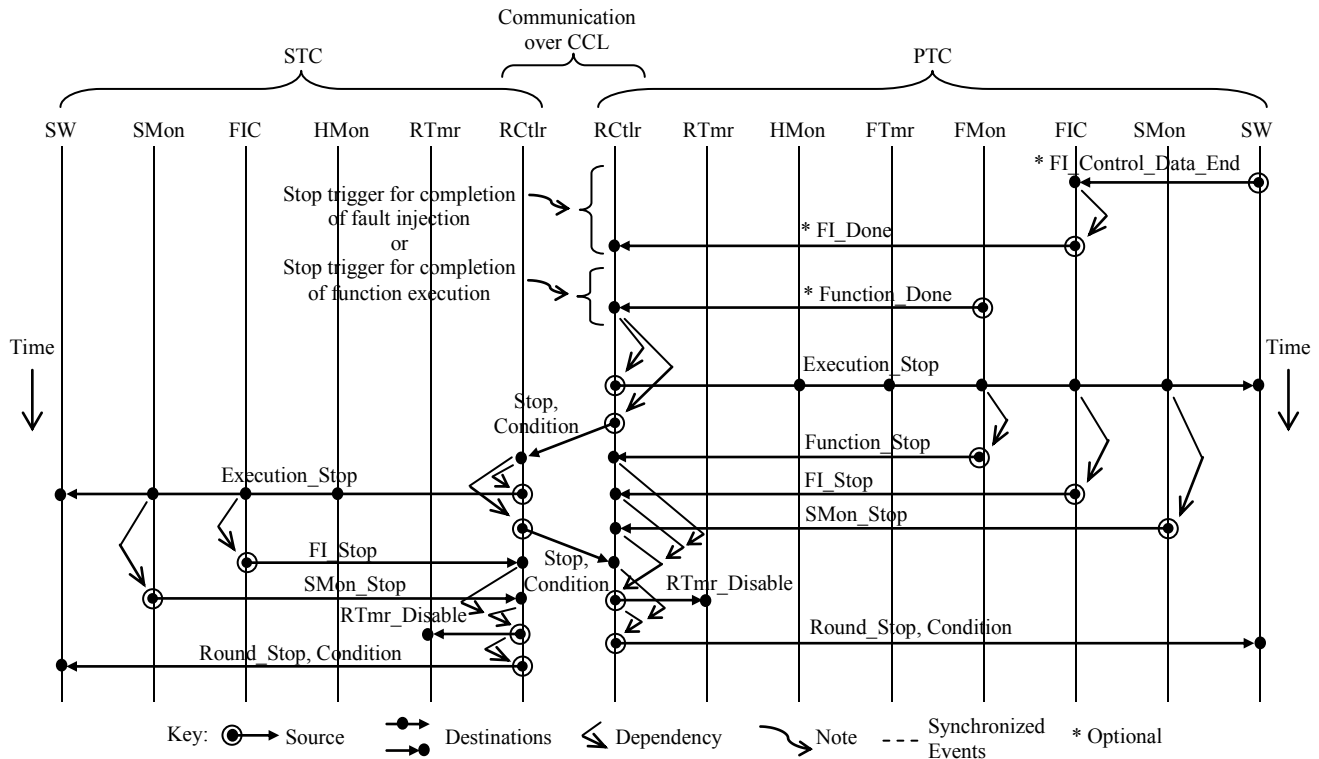 Communication
over CCL
STC
PTC
SW
SMon
FIC
HMon
RTmr
RCtlr
RCtlr
RTmr
HMon
FTmr
FMon
FIC
SMon
SW
* FI_Control_Data_End
Stop trigger for completion
of fault injection
or
Stop trigger for completion
of function execution
* FI_Done
* Function_Done
Time
Time
Execution_Stop
Stop,
Condition
Function_Stop
Execution_Stop
FI_Stop
SMon_Stop
FI_Stop
Stop,
Condition
SMon_Stop
RTmr_Disable
RTmr_Disable
Round_Stop, Condition
Round_Stop, Condition
Key:
Source
Destinations
Dependency
Note
Synchronized
Events
* Optional